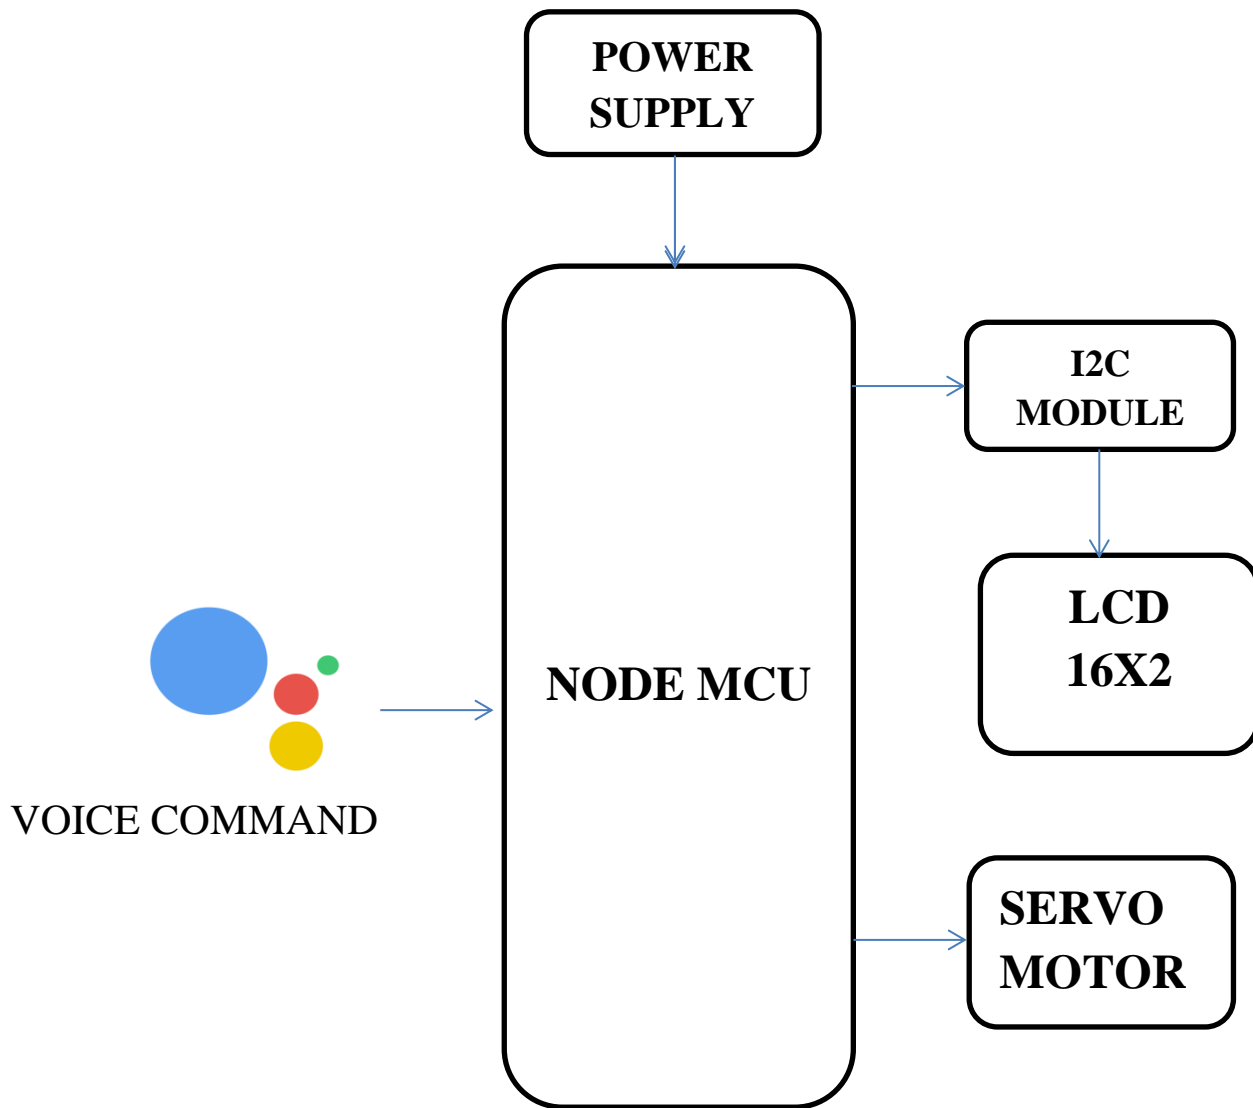 POWER
SUPPLY
I2C
MODULE
LCD
16X2
NODE MCU
VOICE COMMAND
SERVO
MOTOR